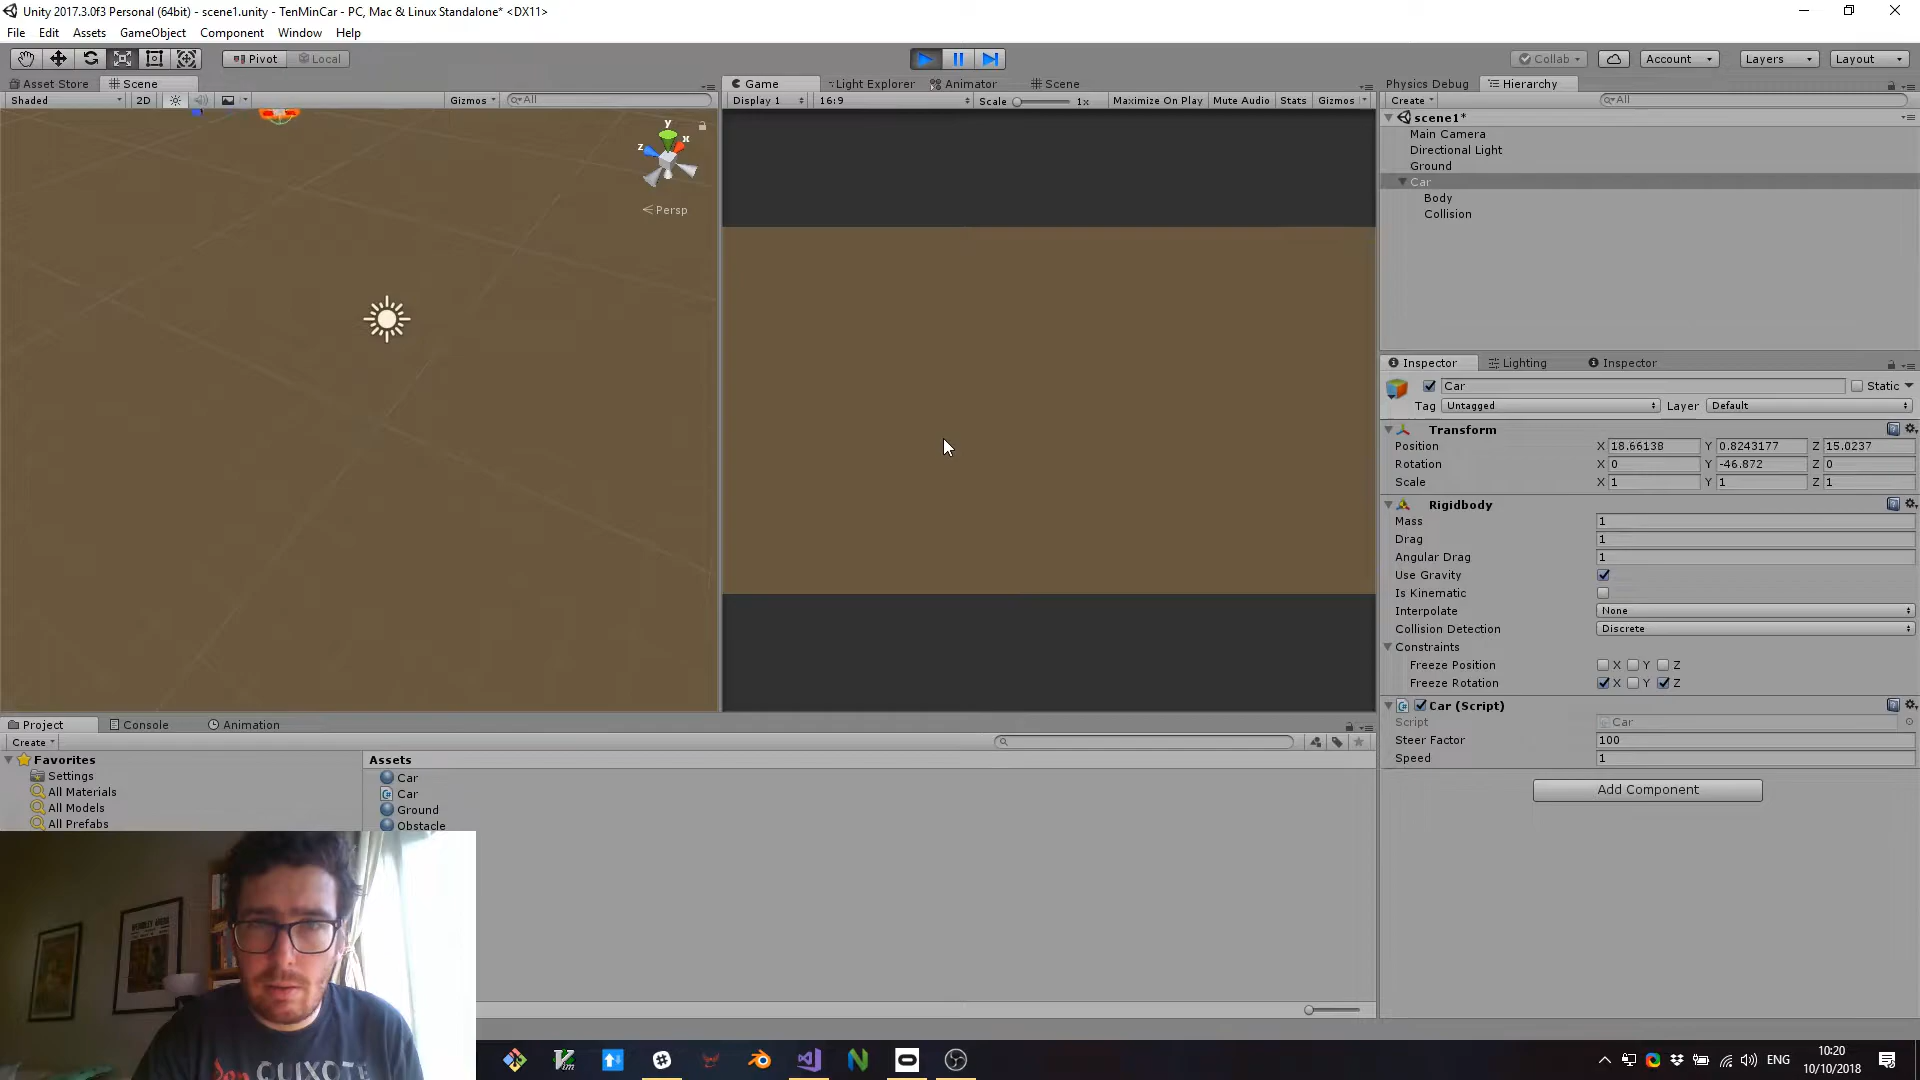 Unity 2017.3.0f3 Personal (64bit) - scene1.unity - TenMinCar - PC, Mac & Linux Standalone* <DX11>
File Edit Assets GameObject Component Window Help
Pivot Local Collab Account Layers Layout
Asset Store Scene Game Light Explorer Animator Scene Physics Debug Hierarchy
Shaded 2D Gizmos All Display 1 16:9 Scale 1x Maximize On Play Mute Audio Stats Gizmos Create All
scene1*
Main Camera
Directional Light
Ground
Car
Body
Collision
y
x
z
Persp
Inspector Lighting Inspector
Car Static
Tag Untagged Layer Default
Transform
Position X 18.66138 Y 0.8243177 Z 15.0237
Rotation X 0 Y -46.872 Z 0
Scale X 1 Y 1 Z 1
Rigidbody
Mass 1
Drag 1
Angular Drag 1
Use Gravity
Is Kinematic
Interpolate None
Collision Detection Discrete
Constraints
Freeze Position X Y Z
Freeze Rotation X Y Z
Car (Script)
Script Car
Steer Factor 100
Speed 1
Add Component
Project Console Animation
Create
Favorites
Settings
All Materials
All Models
All Prefabs
Assets
Car
Car
Ground
Obstacle
WEMBLEY ARENA
QUIXOTE
ENG
10:20
10/10/2018